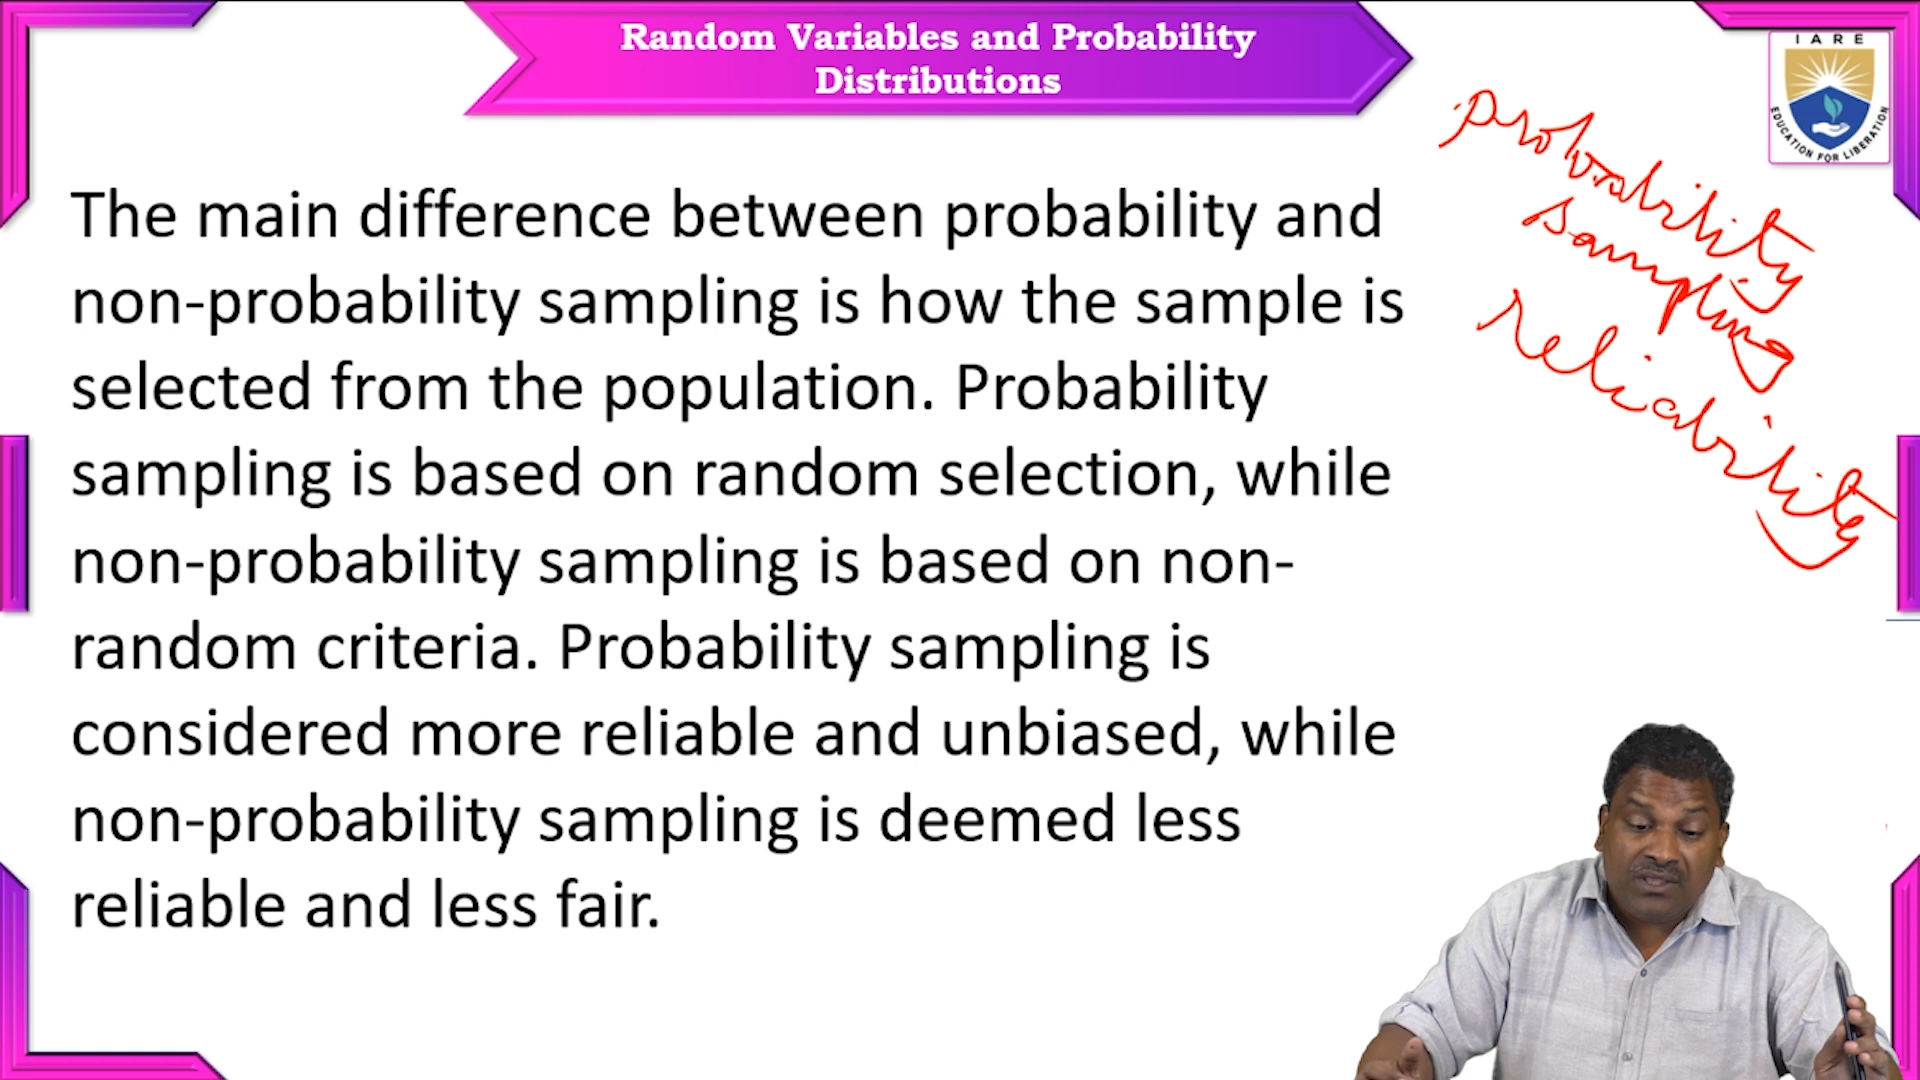 Random Variables and Probability
Distributions
IARE
EDUCATION FOR LIBERATION
The main difference between probability and
non-probability sampling is how the sample is
selected from the population. Probability
sampling is based on random selection, while
non-probability sampling is based on non-
random criteria. Probability sampling is
considered more reliable and unbiased, while
non-probability sampling is deemed less
reliable and less fair.
probability
sampling
reliability